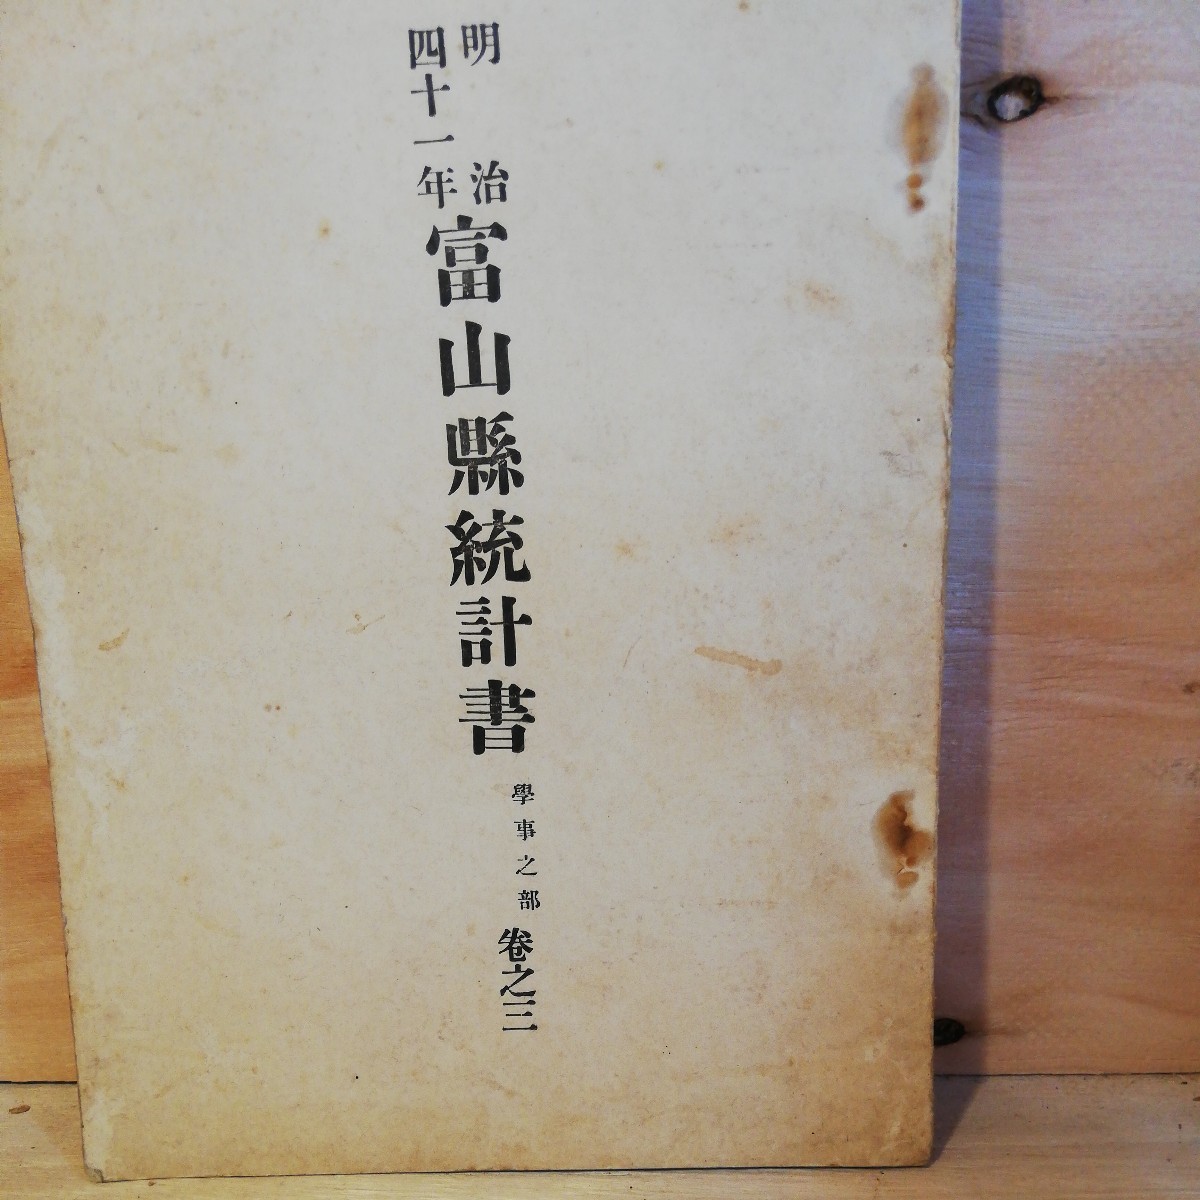 明治
四十一年
富山縣統計書
學事之部
卷之三